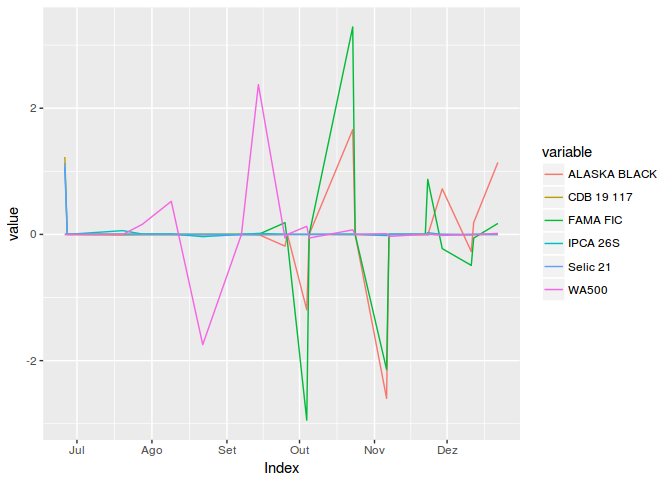 variable
ALASKA BLACK
CDB 19 117
FAMA FIC
IPCA 26S
Selic 21
WA500
value
2
0
-2
Jul Ago Set Out Nov Dez
Index